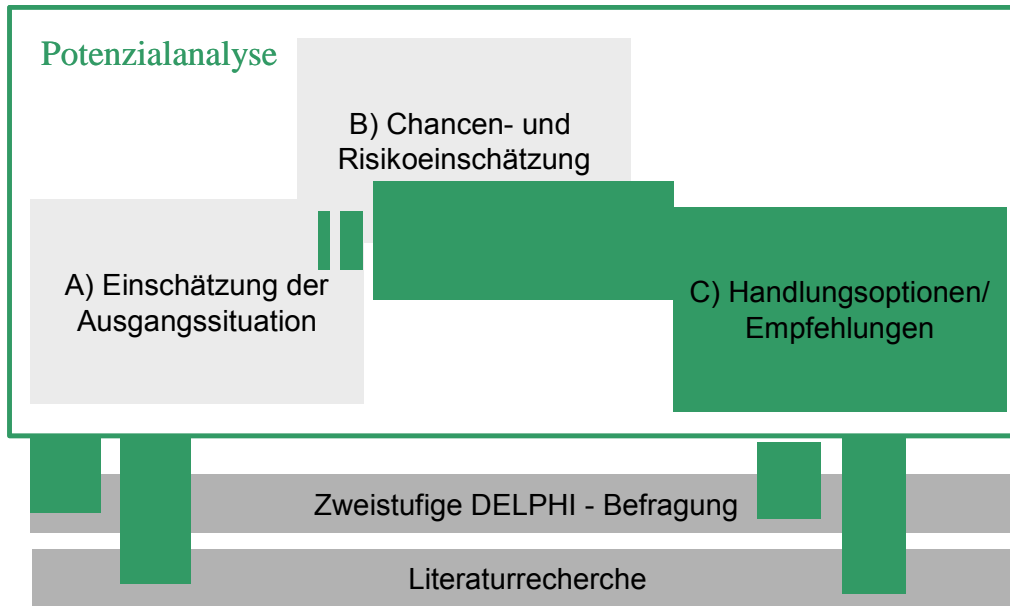 Potenzialanalyse
B) Chancen- und
Risikoeinschätzung
A) Einschätzung der
Ausgangssituation
C) Handlungsoptionen/
Empfehlungen
Zweistufige DELPHI - Befragung
Literaturrecherche